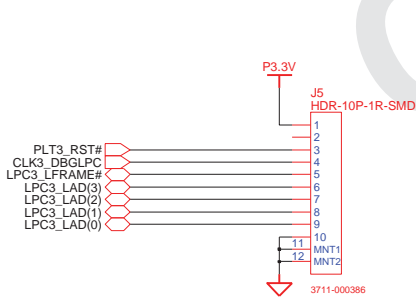 P3.3V
J5
HDR-10P-1R-SMD
1
2
PLT3_RST# 3
CLK3_DBGLPC 4
LPC3_LFRAME# 5
LPC3_LAD(3) 6
LPC3_LAD(2) 7
LPC3_LAD(1) 8
LPC3_LAD(0) 9
10
11 MNT1
12 MNT2
3711-000386